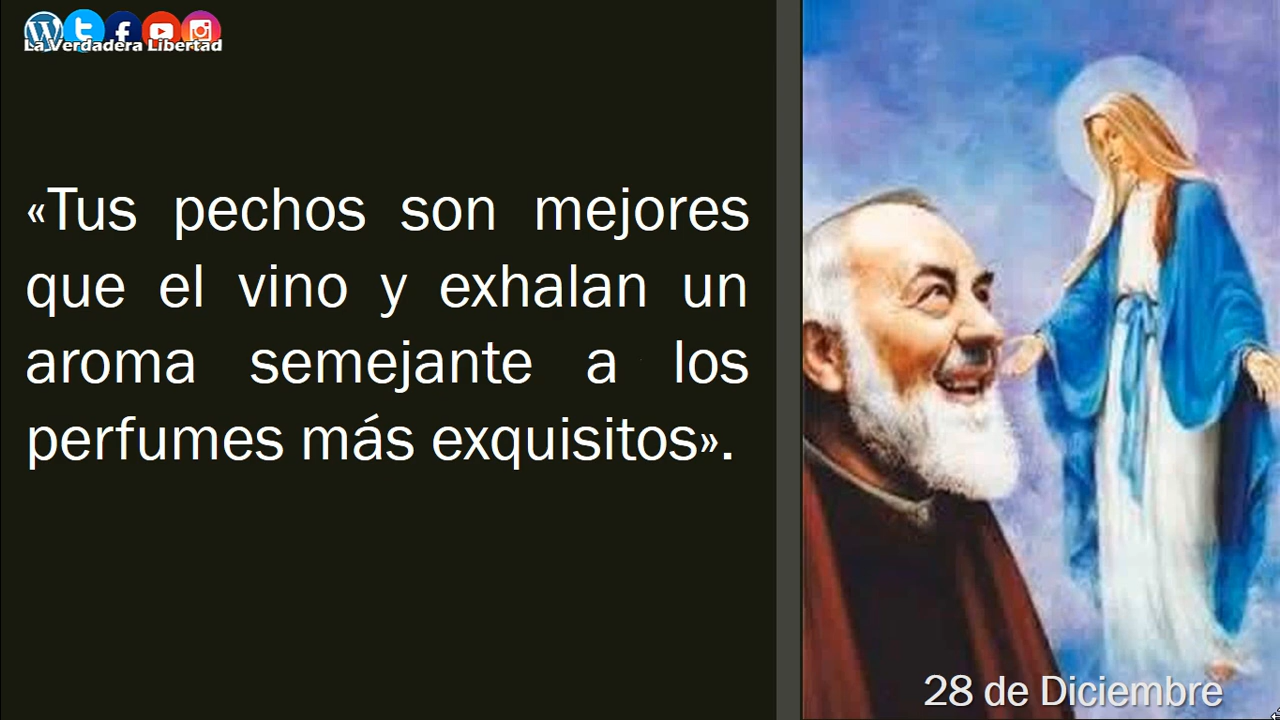 La Verdadera Libertad
«Tus pechos son mejores
que el vino y exhalan un
aroma semejante a los
perfumes más exquisitos».
28 de Diciembre